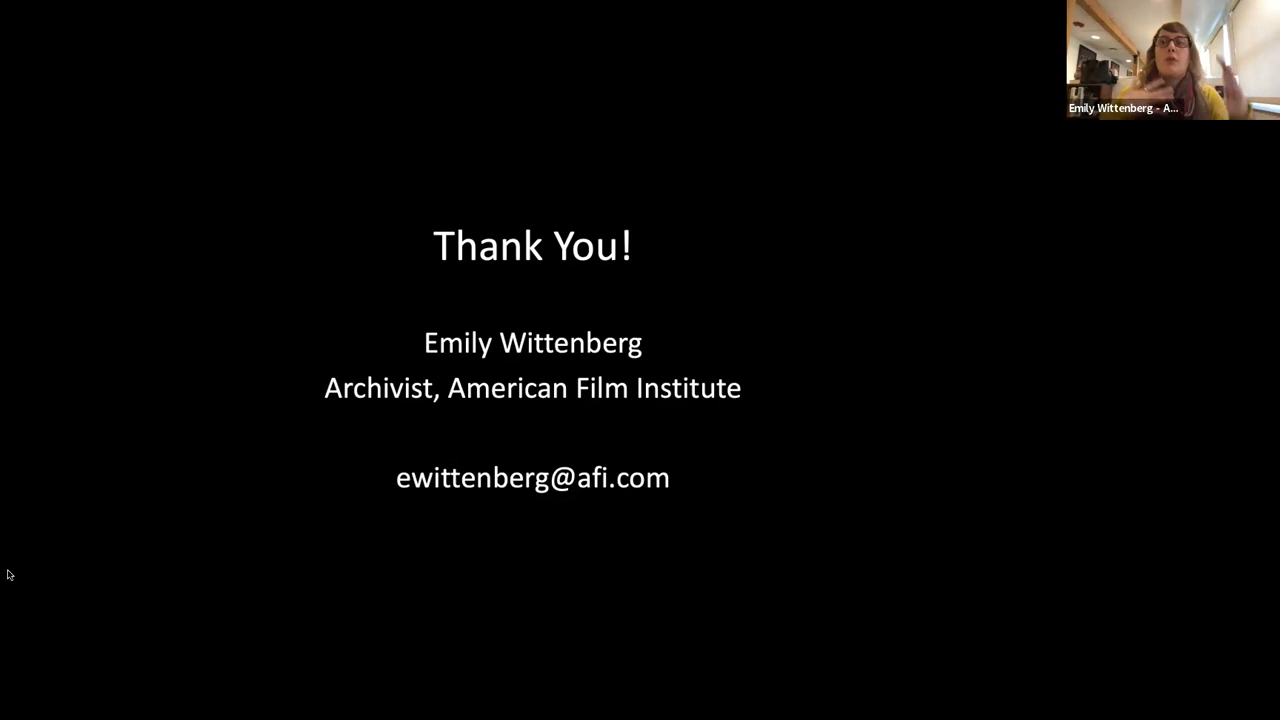 Emily Wittenberg - A...
Thank You!
Emily Wittenberg
Archivist, American Film Institute
ewittenberg@afi.com